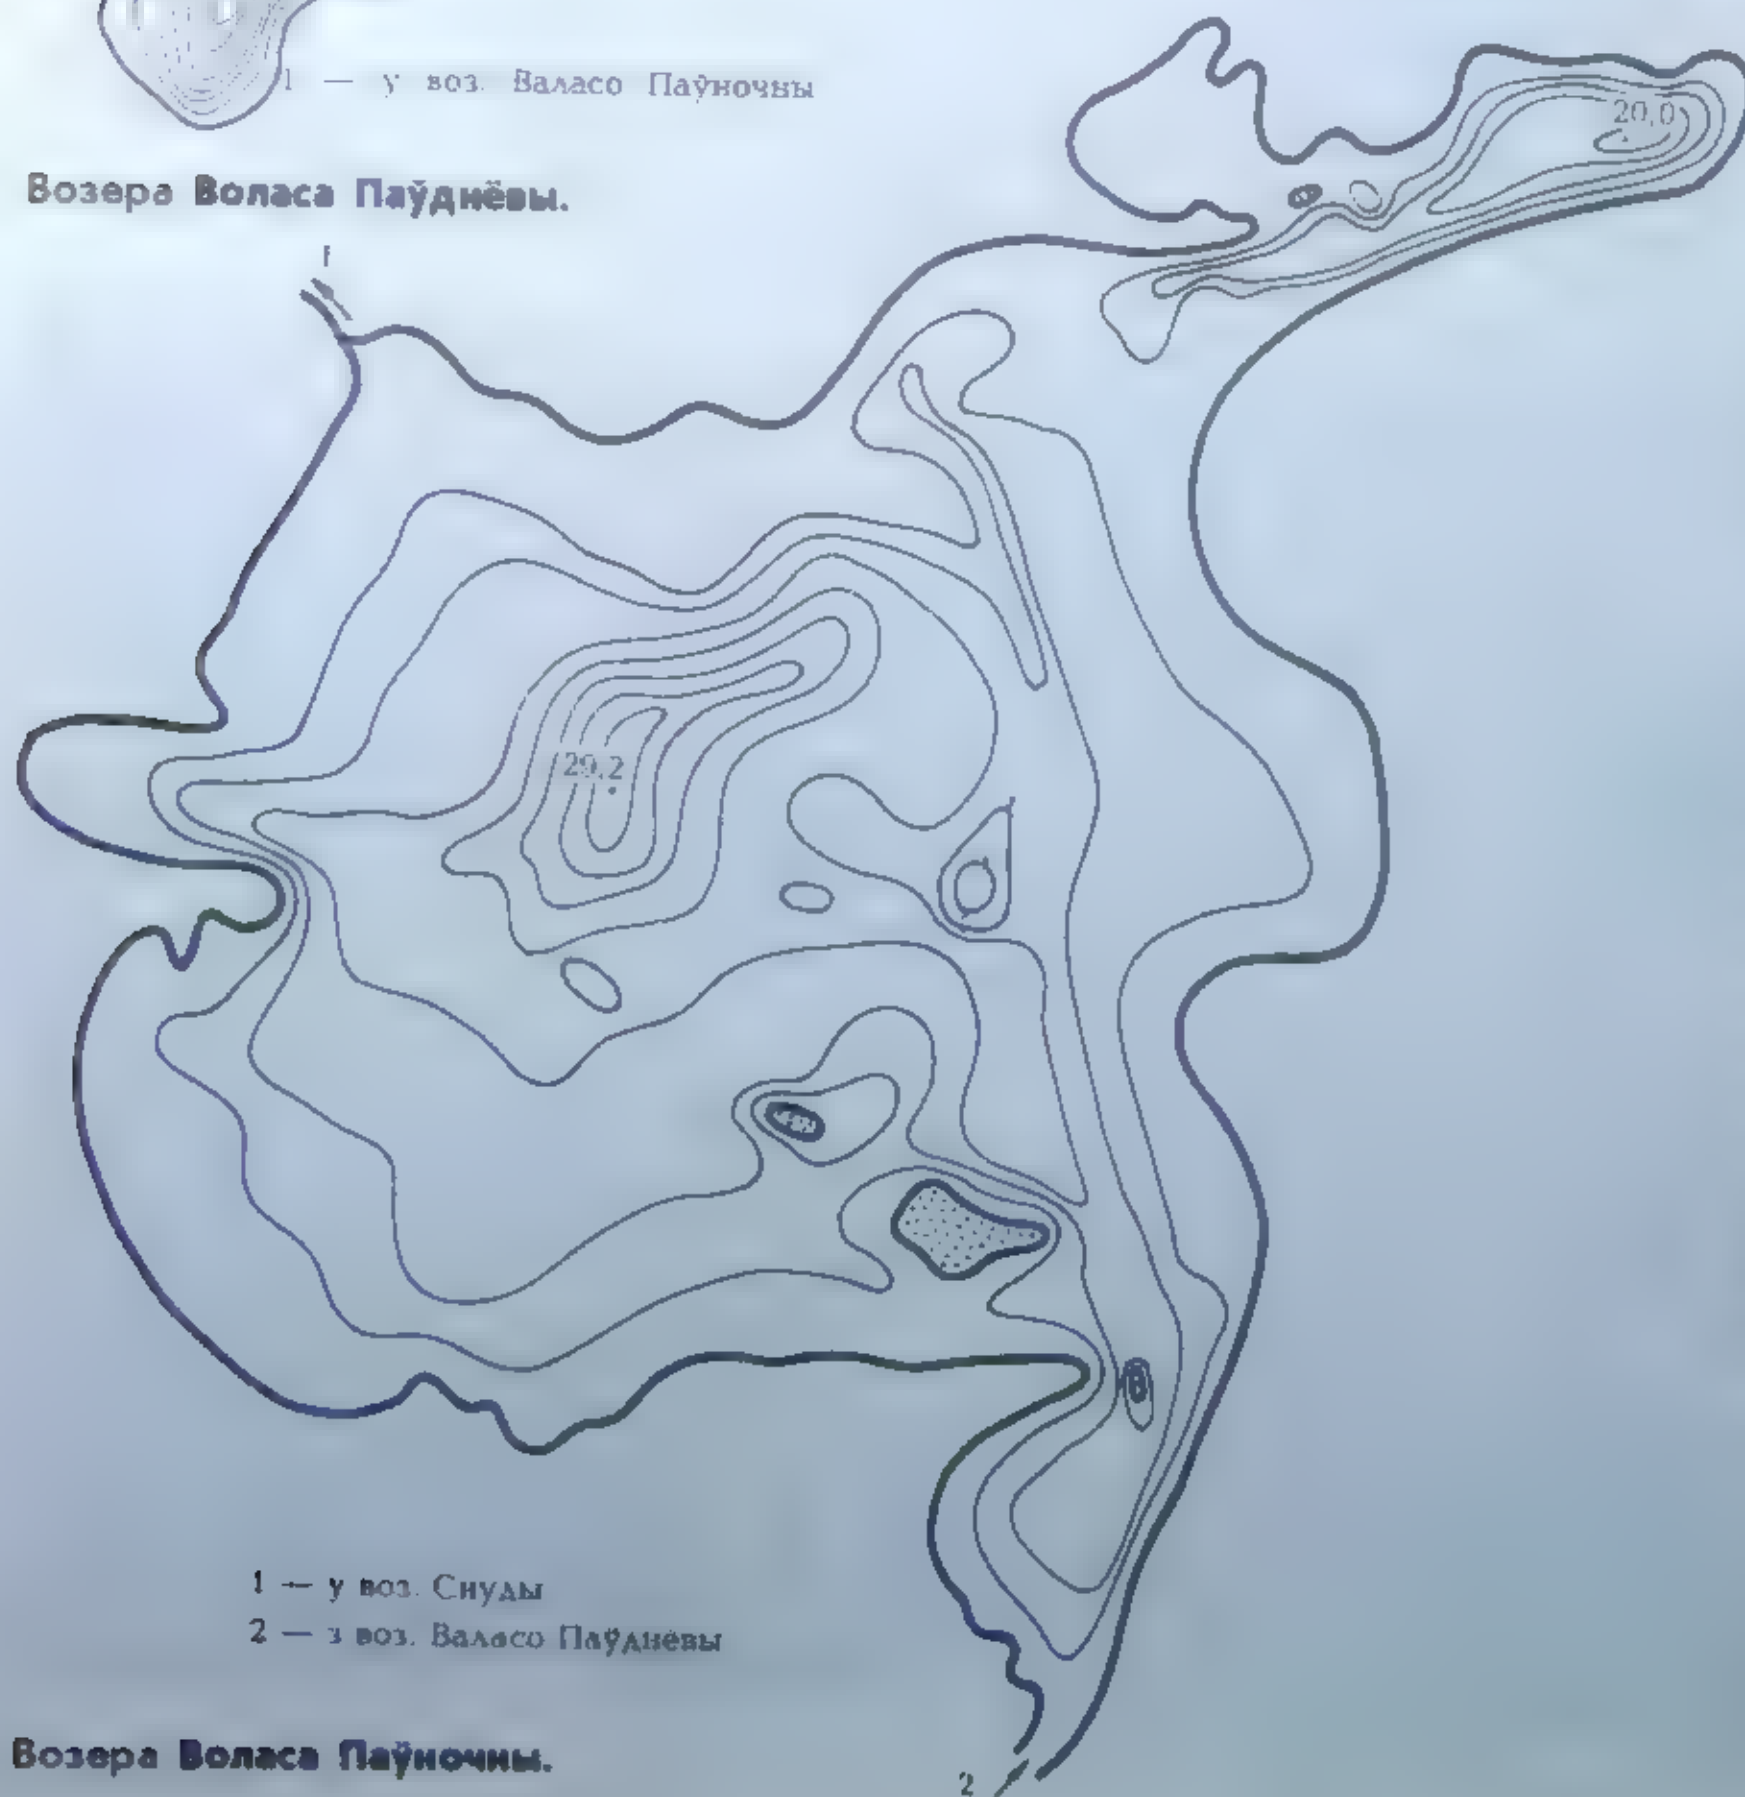 1 — у воз. Валасо Паўночны
Возера Воласа Паўднёвы.
1
20,0
29,2
1 — у воз. Снуды
2 — з воз. Валасо Паўднёвы
Возера Воласа Паўночны.
2